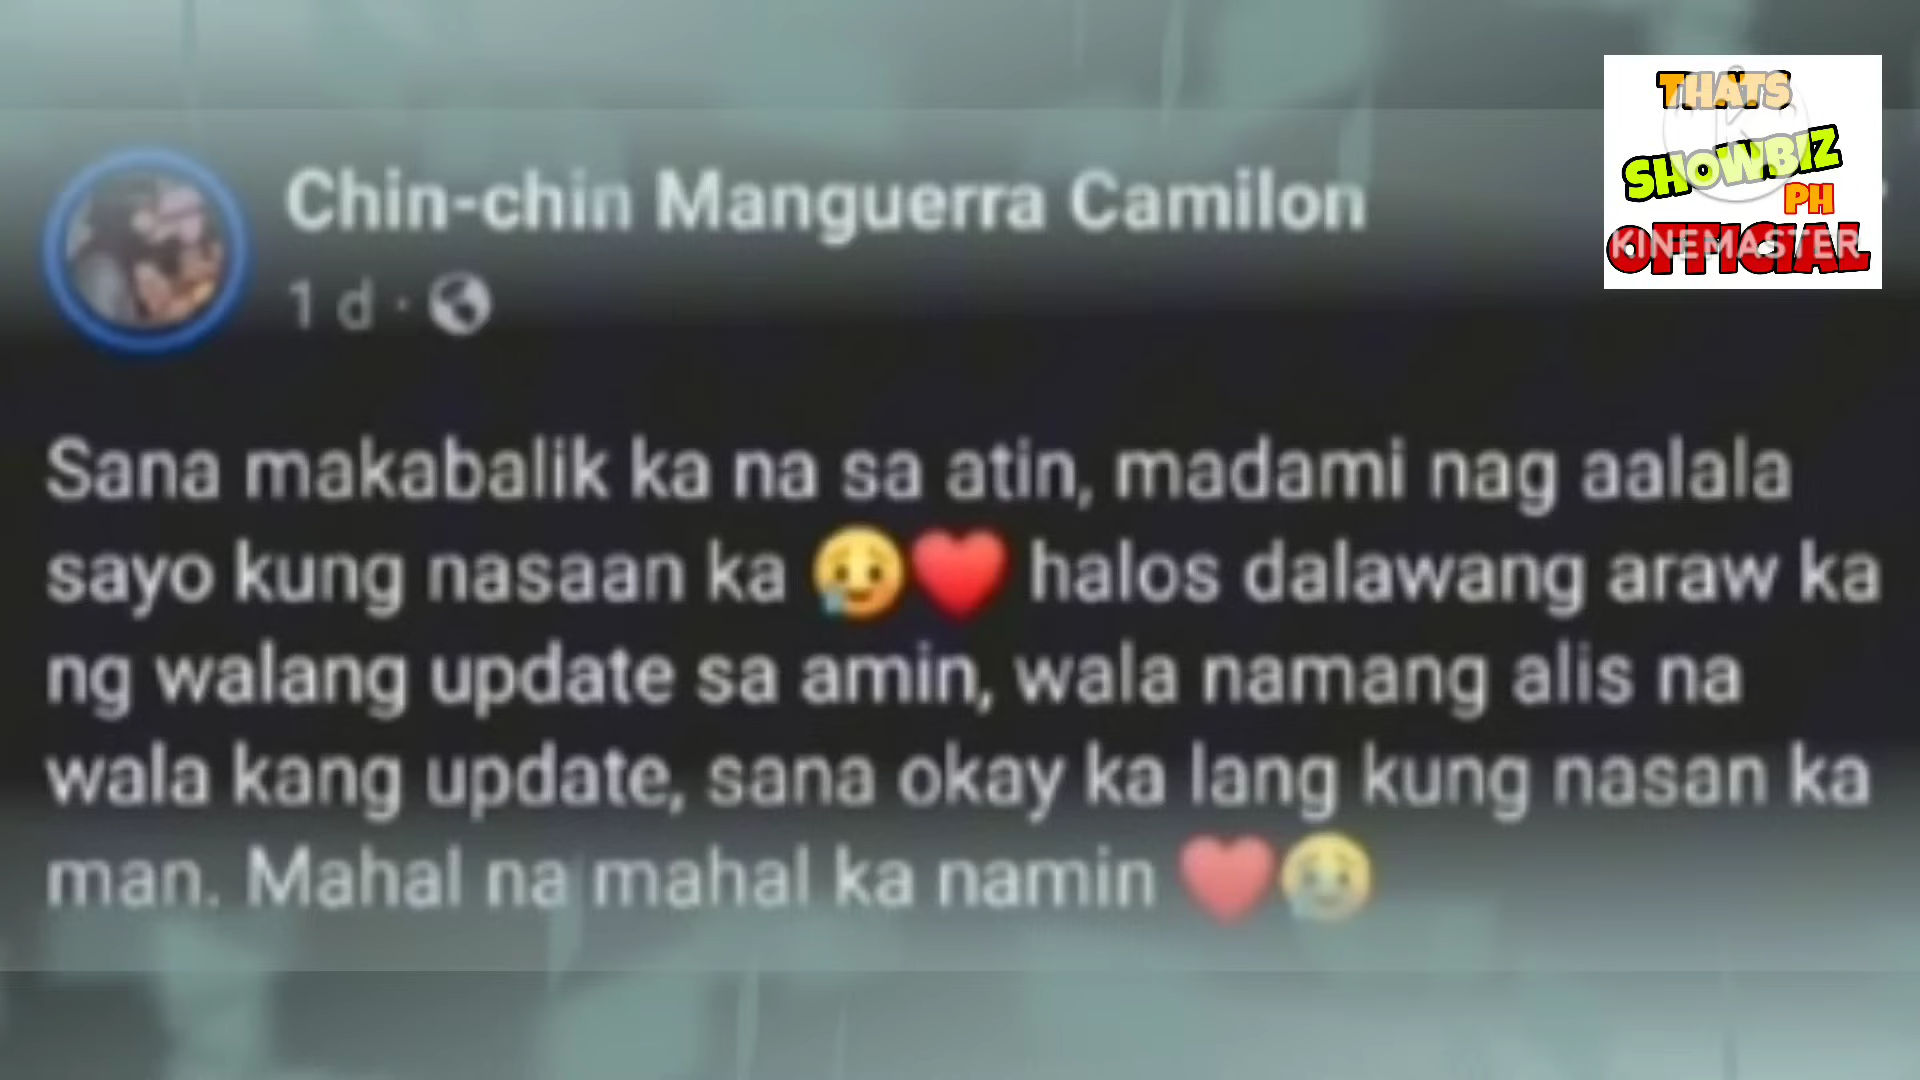 Chin-chin Manguerra Camilon
1 d ·
Sana makabalik ka na sa atin, madami nag aalala
sayo kung nasaan ka 😢❤️ halos dalawang araw ka
ng walang update sa amin, wala namang alis na
wala kang update, sana okay ka lang kung nasan ka
man. Mahal na mahal ka namin ❤️😢
THATS
SHOWBIZ
PH
OFFICIAL
KINEMASTER